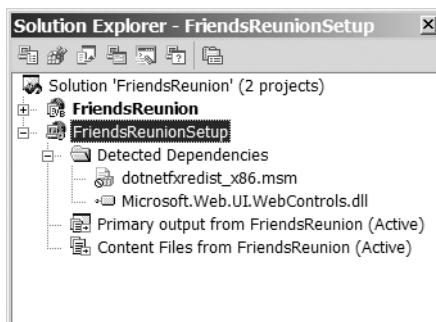 Solution Explorer - FriendsReunionSetup
Solution 'FriendsReunion' (2 projects)
FriendsReunion
FriendsReunionSetup
Detected Dependencies
dotnetfxredist_x86.msm
Microsoft.Web.UI.WebControls.dll
Primary output from FriendsReunion (Active)
Content Files from FriendsReunion (Active)